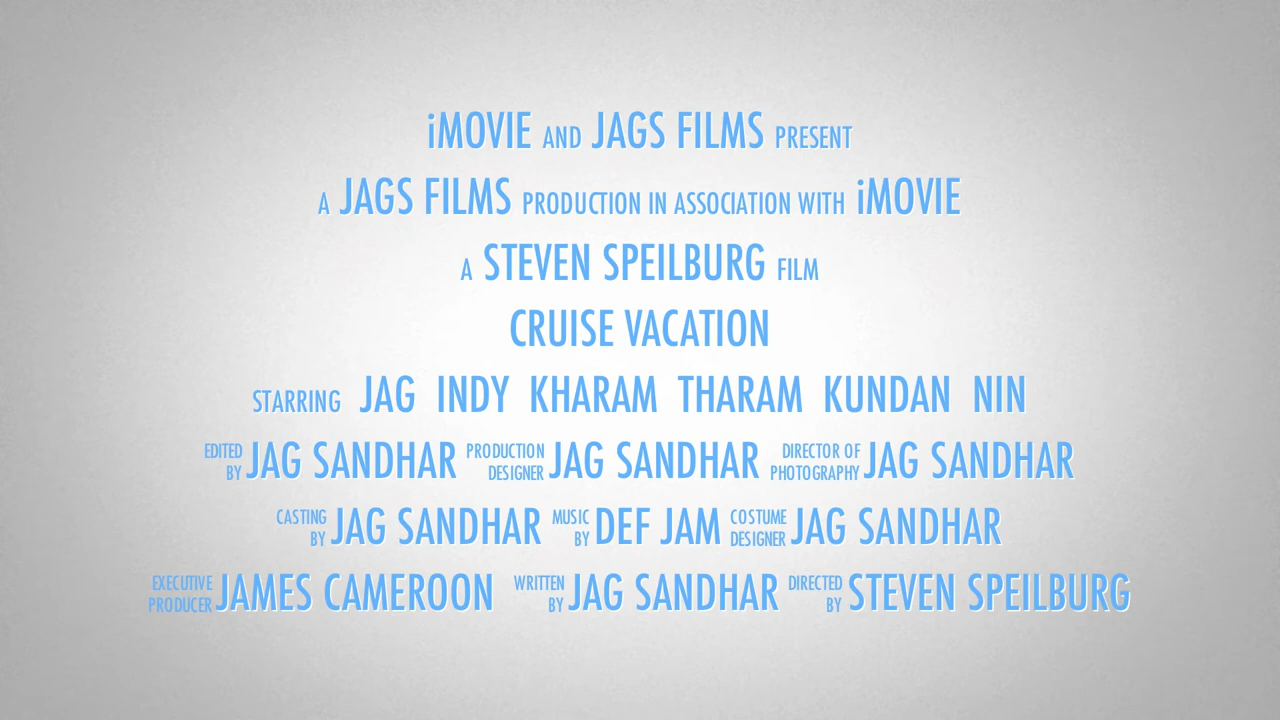 iMOVIE AND JAGS FILMS PRESENT
A JAGS FILMS PRODUCTION IN ASSOCIATION WITH iMOVIE
A STEVEN SPEILBURG FILM
CRUISE VACATION
STARRING JAG INDY KHARAM THARAM KUNDAN NIN
EDITED BY JAG SANDHAR PRODUCTION DESIGNER JAG SANDHAR DIRECTOR OF PHOTOGRAPHY JAG SANDHAR
CASTING BY JAG SANDHAR MUSIC BY DEF JAM COSTUME DESIGNER JAG SANDHAR
EXECUTIVE PRODUCER JAMES CAMEROON WRITTEN BY JAG SANDHAR DIRECTED BY STEVEN SPEILBURG